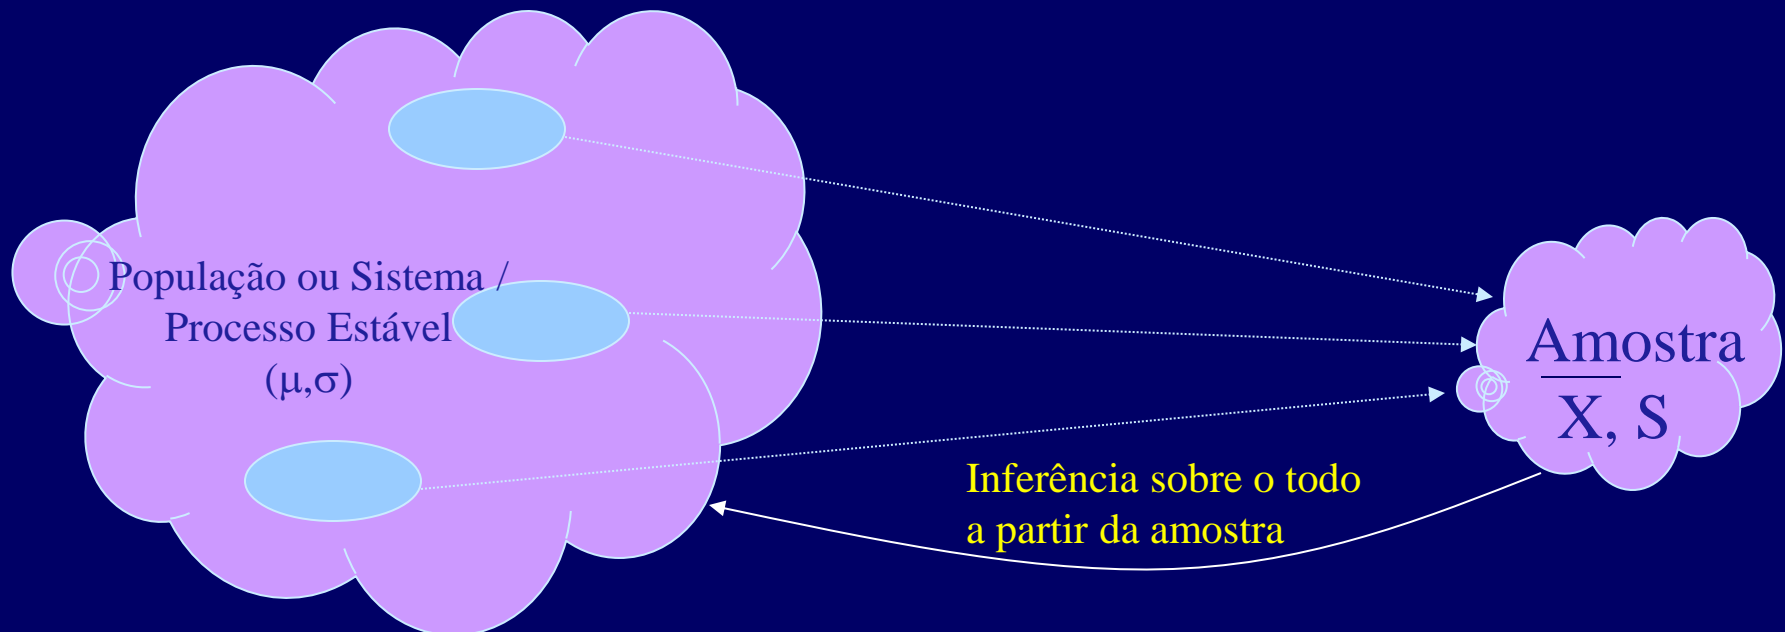 População ou Sistema /
Processo Estável
(μ,σ)
Amostra
X̅, S
Inferência sobre o todo
a partir da amostra